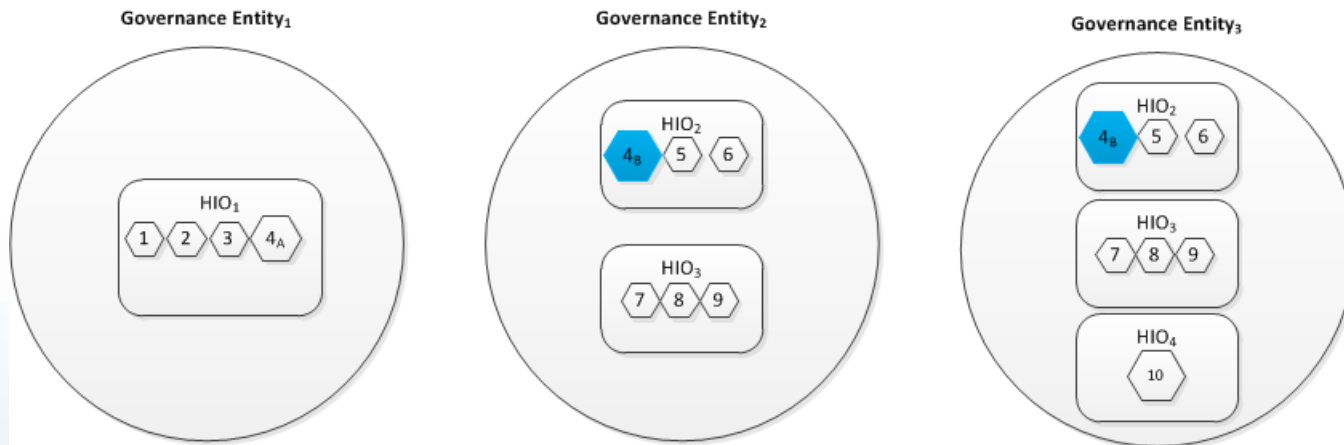 Governance Entity₁
HIO₁
1 2 3 4A
Governance Entity₂
HIO₂
4B 5 6
HIO₃
7 8 9
Governance Entity₃
HIO₂
4B 5 6
HIO₃
7 8 9
HIO₄
10